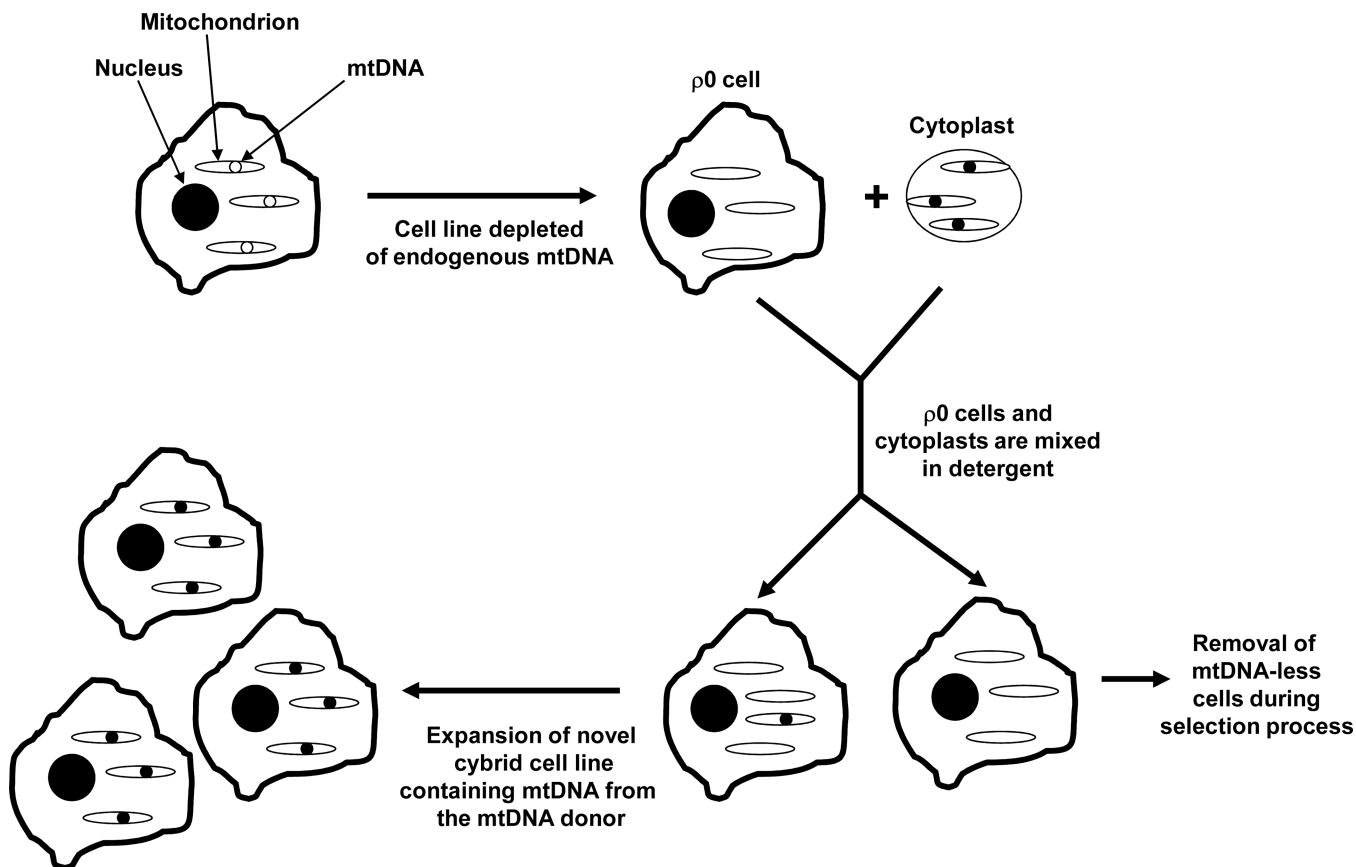 Mitochondrion
Nucleus
mtDNA
ρ0 cell
Cytoplast
+
Cell line depleted
of endogenous mtDNA
ρ0 cells and
cytoplasts are mixed
in detergent
Removal of
mtDNA-less
cells during
selection process
Expansion of novel
cybrid cell line
containing mtDNA from
the mtDNA donor